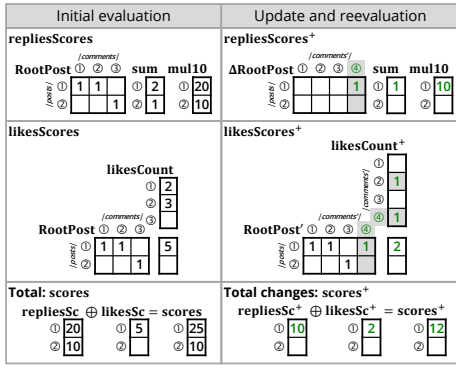 Initial evaluation
Update and reevaluation
repliesScores
|comments|
RootPost ① ② ③ sum mul10
|posts| ① 1 1 ① 2 ① 20
② 1 ② 1 ② 10
repliesScores⁺
|comments'|
ΔRootPost ① ② ③ ④ sum mul10
|posts| ① 1 ① 1 ① 10
② ② ②
likesScores
likesCount
① 2
② 3
③
|comments|
RootPost ① ② ③
|posts| ① 1 1 5
② 1
likesScores⁺
likesCount⁺
|comments'|
①
② 1
③
④ 1
|comments'|
RootPost' ① ② ③ ④
|posts| ① 1 1 1 2
② 1
Total: scores
repliesSc ⊕ likesSc = scores
① 20 ① 5 ① 25
② 10 ② ② 10
Total changes: scores⁺
repliesSc⁺ ⊕ likesSc⁺ = scores⁺
① 10 ① 2 ① 12
② ② ②